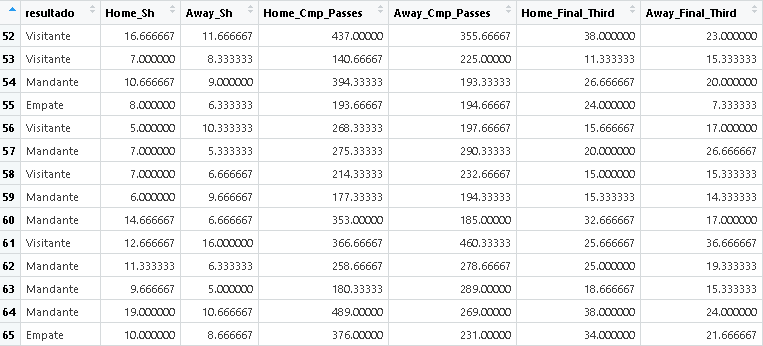 resultado Home_Sh Away_Sh Home_Cmp_Passes Away_Cmp_Passes Home_Final_Third Away_Final_Third
52 Visitante 16.666667 11.666667 437.00000 355.66667 38.000000 23.000000
53 Visitante 7.000000 8.333333 140.66667 225.00000 11.333333 15.333333
54 Mandante 10.666667 9.000000 394.33333 193.33333 26.666667 20.000000
55 Empate 8.000000 6.333333 193.66667 194.66667 24.000000 7.333333
56 Visitante 5.000000 10.333333 268.33333 197.66667 15.666667 17.000000
57 Mandante 7.000000 5.333333 275.33333 290.33333 20.000000 26.666667
58 Visitante 7.000000 6.666667 214.33333 232.66667 15.000000 15.333333
59 Mandante 6.000000 9.666667 177.33333 194.33333 15.333333 14.333333
60 Mandante 14.666667 6.666667 353.00000 185.00000 32.666667 17.000000
61 Visitante 12.666667 16.000000 366.66667 460.33333 25.666667 36.666667
62 Mandante 11.333333 6.333333 258.66667 278.66667 25.000000 19.333333
63 Mandante 9.666667 5.000000 180.33333 289.00000 18.666667 15.333333
64 Mandante 19.000000 10.666667 489.00000 269.00000 38.000000 24.000000
65 Empate 10.000000 8.666667 376.00000 231.00000 34.000000 21.666667